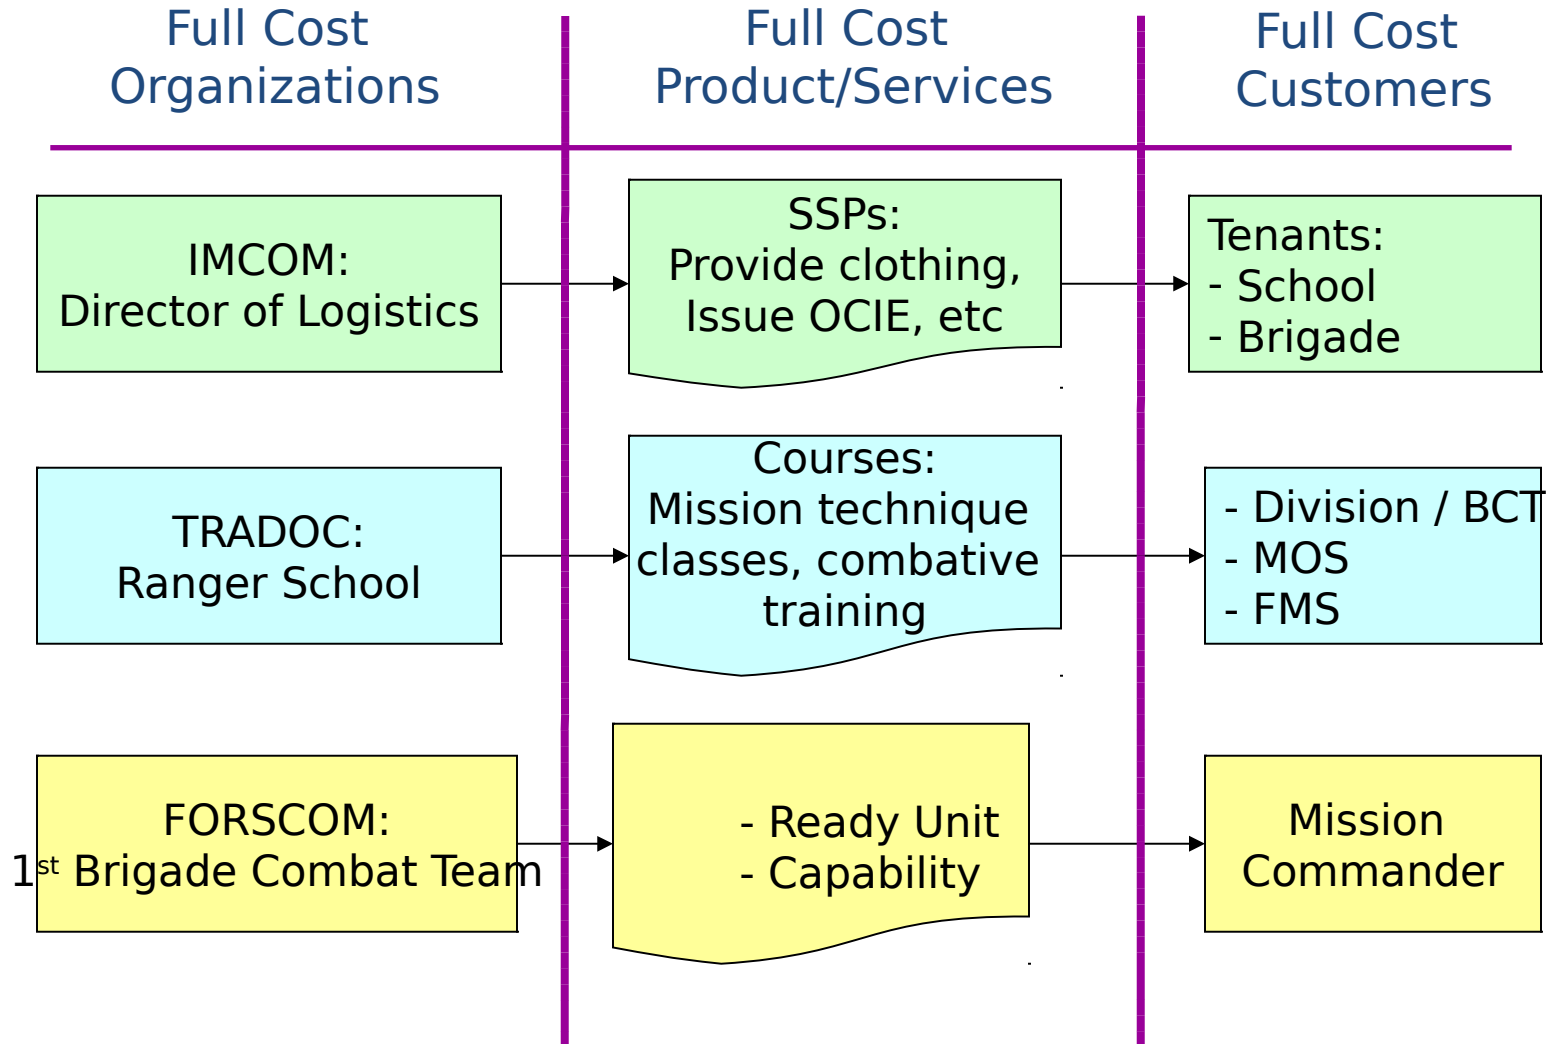 Full Cost
Organizations
Full Cost
Product/Services
Full Cost
Customers
IMCOM:
Director of Logistics
SSPs:
Provide clothing,
Issue OCIE, etc
Tenants:
- School
- Brigade
TRADOC:
Ranger School
Courses:
Mission technique
classes, combative
training
- Division / BCT
- MOS
- FMS
FORSCOM:
1st Brigade Combat Team
- Ready Unit
- Capability
Mission
Commander